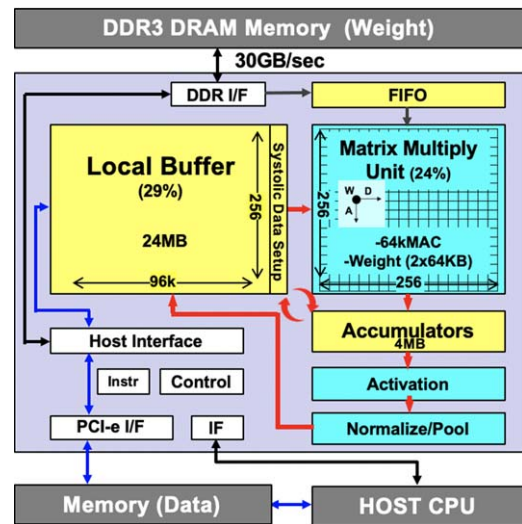 DDR3 DRAM Memory (Weight)
30GB/sec
DDR I/F
FIFO
Local Buffer
(29%)
24MB
256
96k
Systolic Data Setup
Matrix Multiply
Unit (24%)
256
W D
A
-64kMAC
-Weight (2x64KB)
256
Accumulators
4MB
Host Interface
Instr
Control
Activation
PCI-e I/F
IF
Normalize/Pool
Memory (Data)
HOST CPU